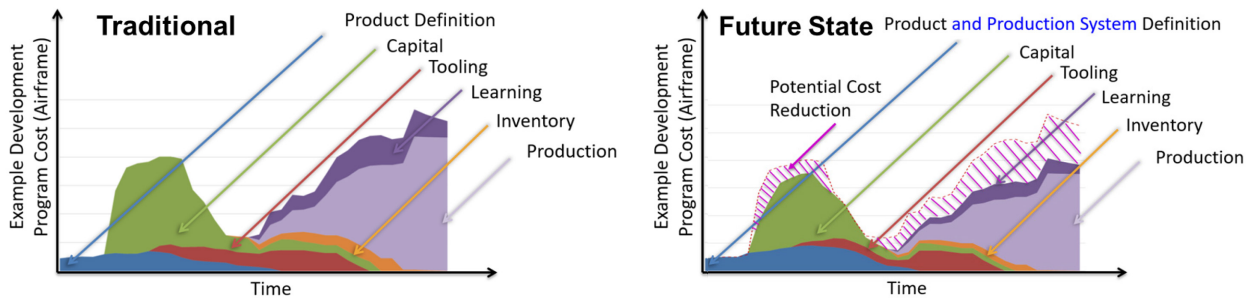 Traditional
Product Definition
Capital
Tooling
Learning
Inventory
Production
Example Development
Program Cost (Airframe)
Time
Future State
Product and Production System Definition
Capital
Tooling
Potential Cost
Reduction
Learning
Inventory
Production
Example Development
Program Cost (Airframe)
Time